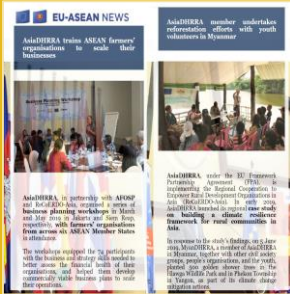 EU-ASEAN NEWS
AsiaDHRRA trains ASEAN farmers'
organisations to scale their
businesses
AsiaDHRRA, in partnership with AFOSP
and ReCoERDO-Asia, organised a series of
business planning workshops in March
and May 2019 in Jakarta and Siem Reap,
respectively, with farmers' organisations
from across six ASEAN Member States
in attendance.
The workshops equipped the 74 participants
with the business and strategy skills needed to
better assess the financial health of their
organisations, and helped them develop
commercially viable business plans to scale
their operations.
AsiaDHRRA member undertakes
reforestation efforts with youth
volunteers in Myanmar
AsiaDHRRA, under the EU Framework
Partnership Agreement (FPA), is
implementing the Regional Cooperation to
Empower Rural Development Organisations in
Asia (ReCoERDO-Asia). In early 2019,
AsiaDHRRA launched its regional case study
on building a climate resilience
framework for rural communities in
Asia.
In response to the study's findings, on 5 June
2019, MyanDHRRA, a member of AsiaDHRRA
in Myanmar, together with other civil society
groups, people's organisations, and the youth,
planted 500 golden shower trees in the
Wildlife Park and in Township
in Yangon, as part of its climate change
mitigation actions.